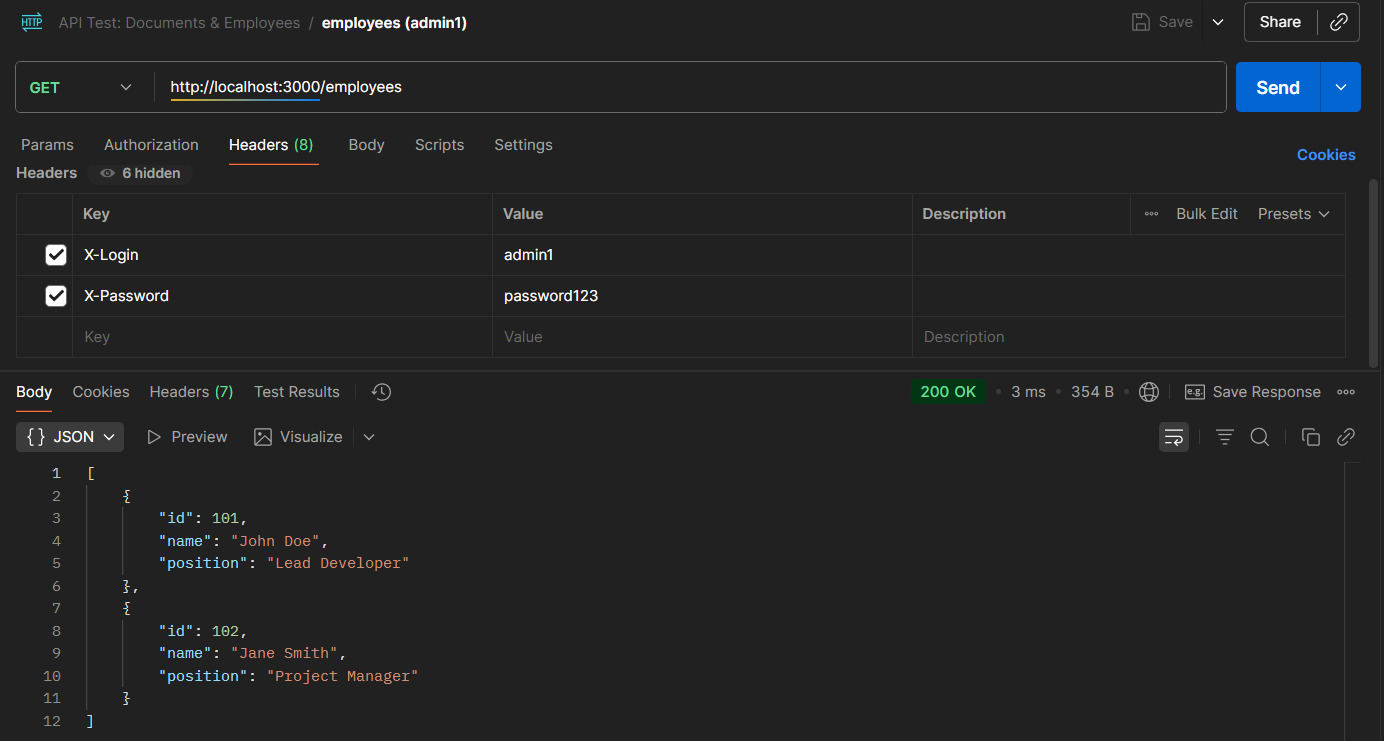 HTTP API Test: Documents & Employees / employees (admin1) Save Share
GET http://localhost:3000/employees Send
Params Authorization Headers (8) Body Scripts Settings
Cookies
Headers 6 hidden
Key Value Description Bulk Edit Presets
X-Login admin1
X-Password password123
Key Value Description
Body Cookies Headers (7) Test Results 200 OK • 3 ms • 354 B • e.g. Save Response
{} JSON Preview Visualize
1 [
2 {
3 "id": 101,
4 "name": "John Doe",
5 "position": "Lead Developer"
6 },
7 {
8 "id": 102,
9 "name": "Jane Smith",
10 "position": "Project Manager"
11 }
12 ]